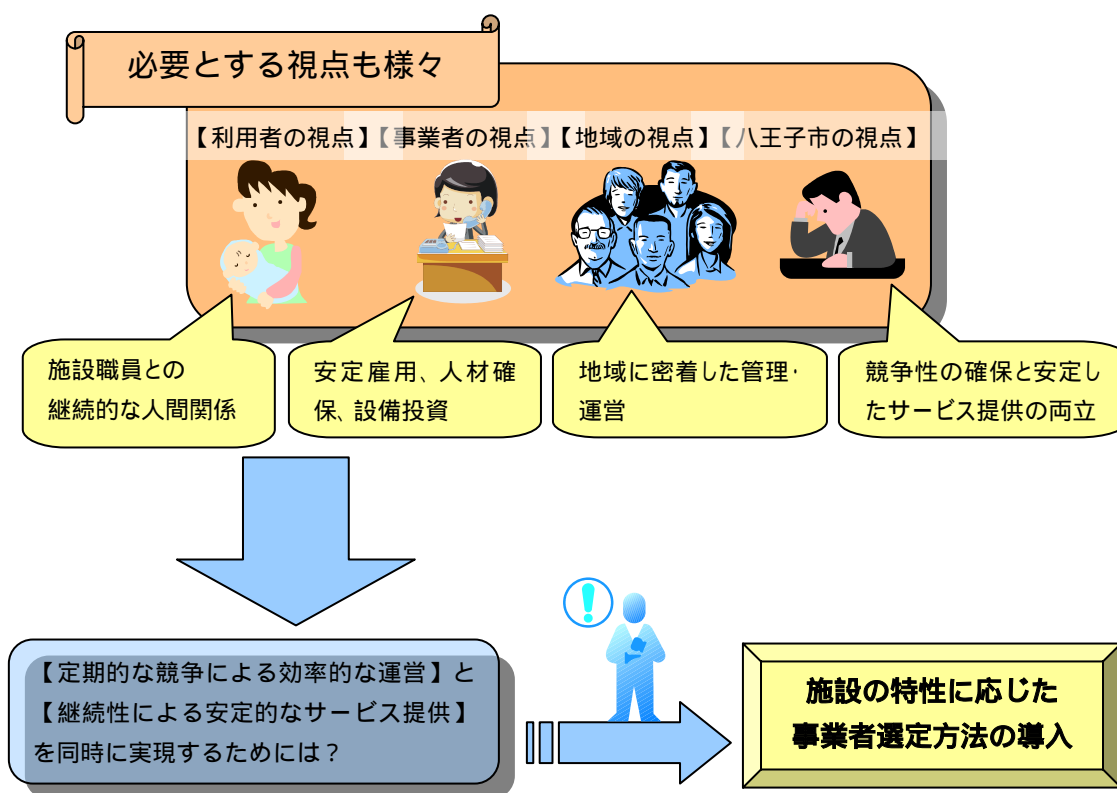 必要とする視点も様々
【利用者の視点】【事業者の視点】【地域の視点】【八王子市の視点】
施設職員との
継続的な人間関係
安定雇用、人材確
保、設備投資
地域に密着した管理・
運営
競争性の確保と安定し
たサービス提供の両立
【定期的な競争による効率的な運営】と
【継続性による安定的なサービス提供】
を同時に実現するためには？
施設の特性に応じた
事業者選定方法の導入